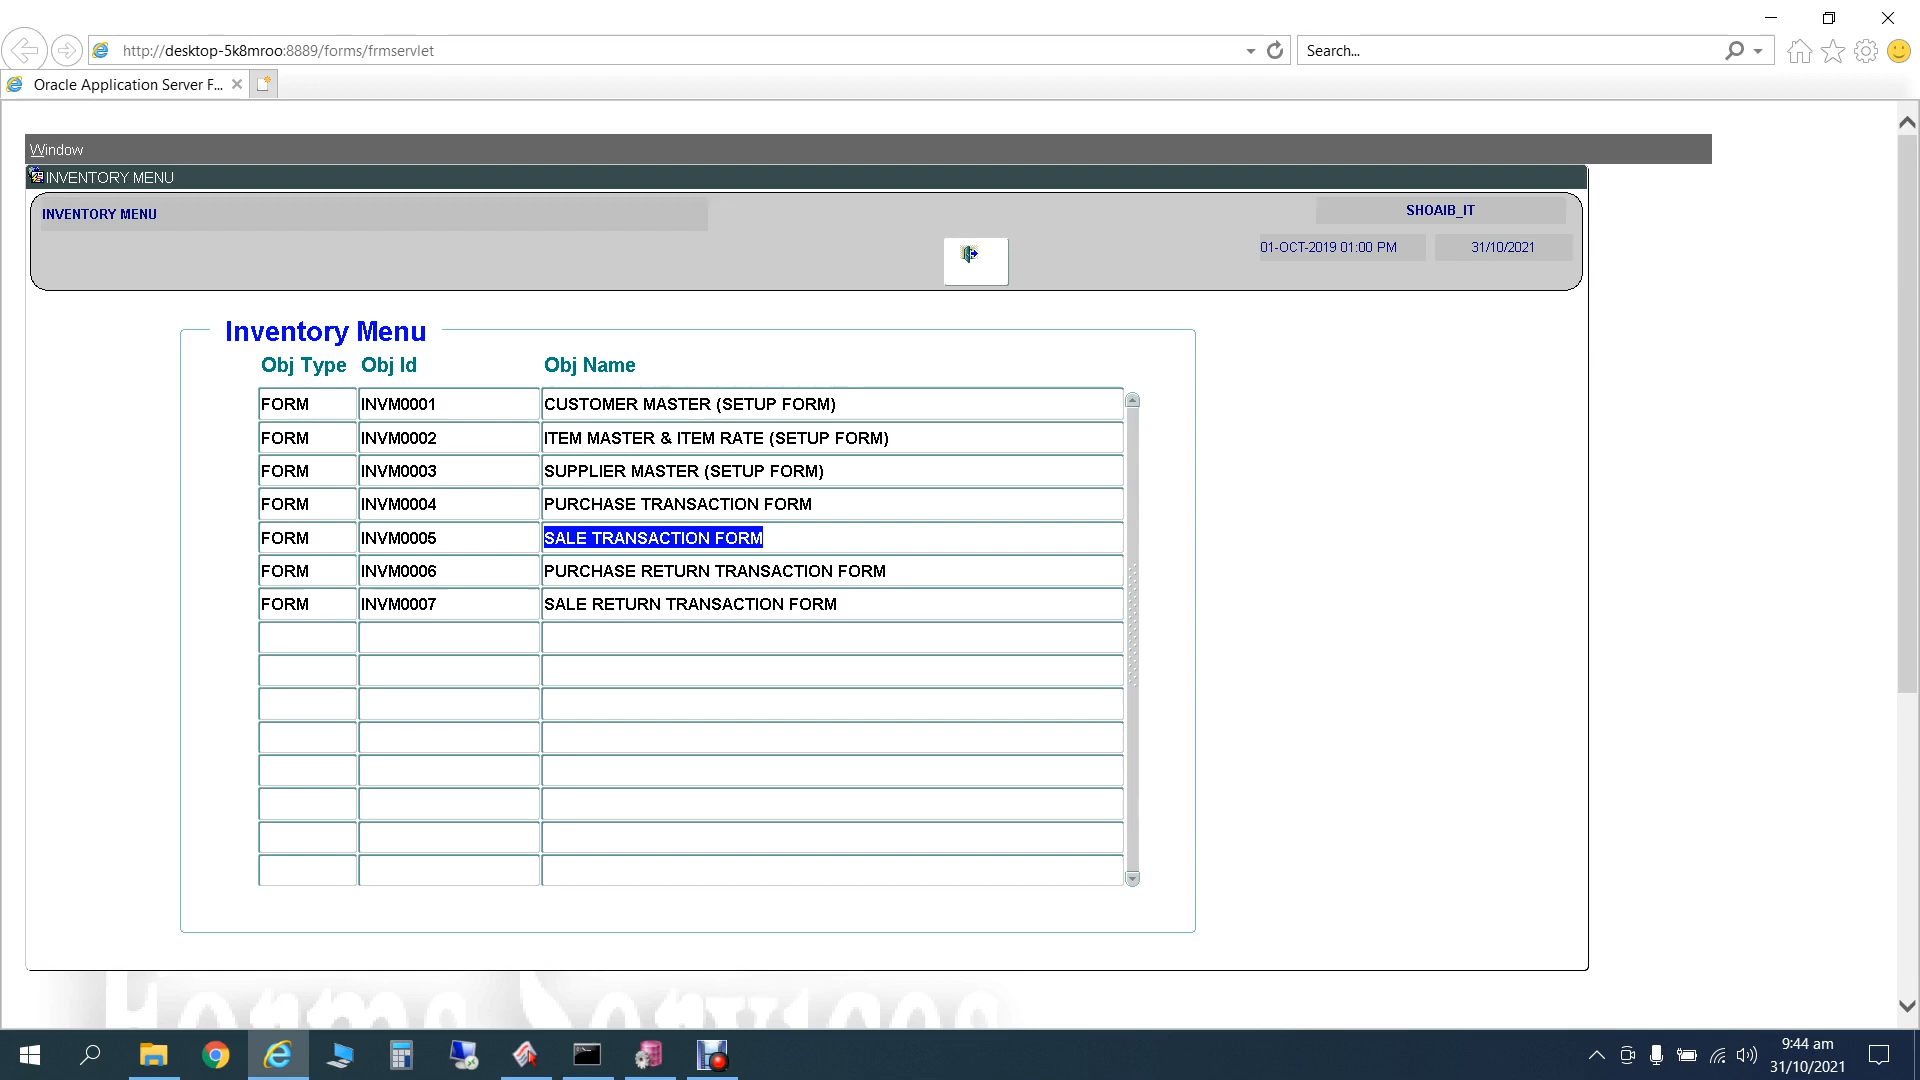 http://desktop-5k8mroo:8889/forms/frmservlet
Search...
Oracle Application Server F...
Window
INVENTORY MENU
INVENTORY MENU
SHOAIB_IT
01-OCT-2019 01:00 PM
31/10/2021
Inventory Menu
Obj Type Obj Id Obj Name
FORM INVM0001 CUSTOMER MASTER (SETUP FORM)
FORM INVM0002 ITEM MASTER & ITEM RATE (SETUP FORM)
FORM INVM0003 SUPPLIER MASTER (SETUP FORM)
FORM INVM0004 PURCHASE TRANSACTION FORM
FORM INVM0005 SALE TRANSACTION FORM
FORM INVM0006 PURCHASE RETURN TRANSACTION FORM
FORM INVM0007 SALE RETURN TRANSACTION FORM
Forms Services
9:44 am
31/10/2021